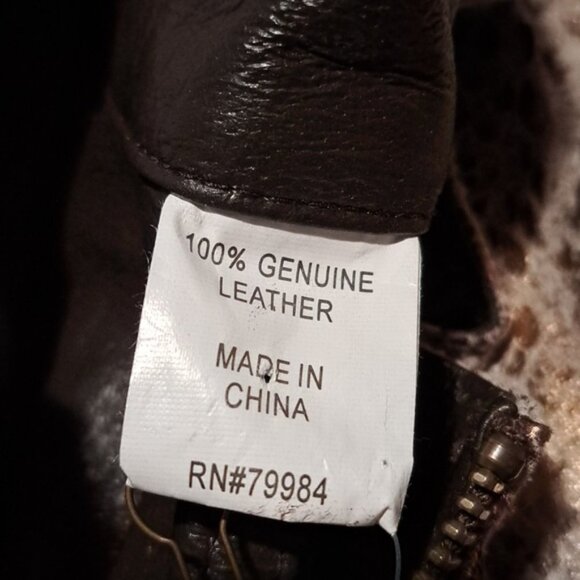 100% GENUINE
LEATHER
MADE IN
CHINA
RN#79984